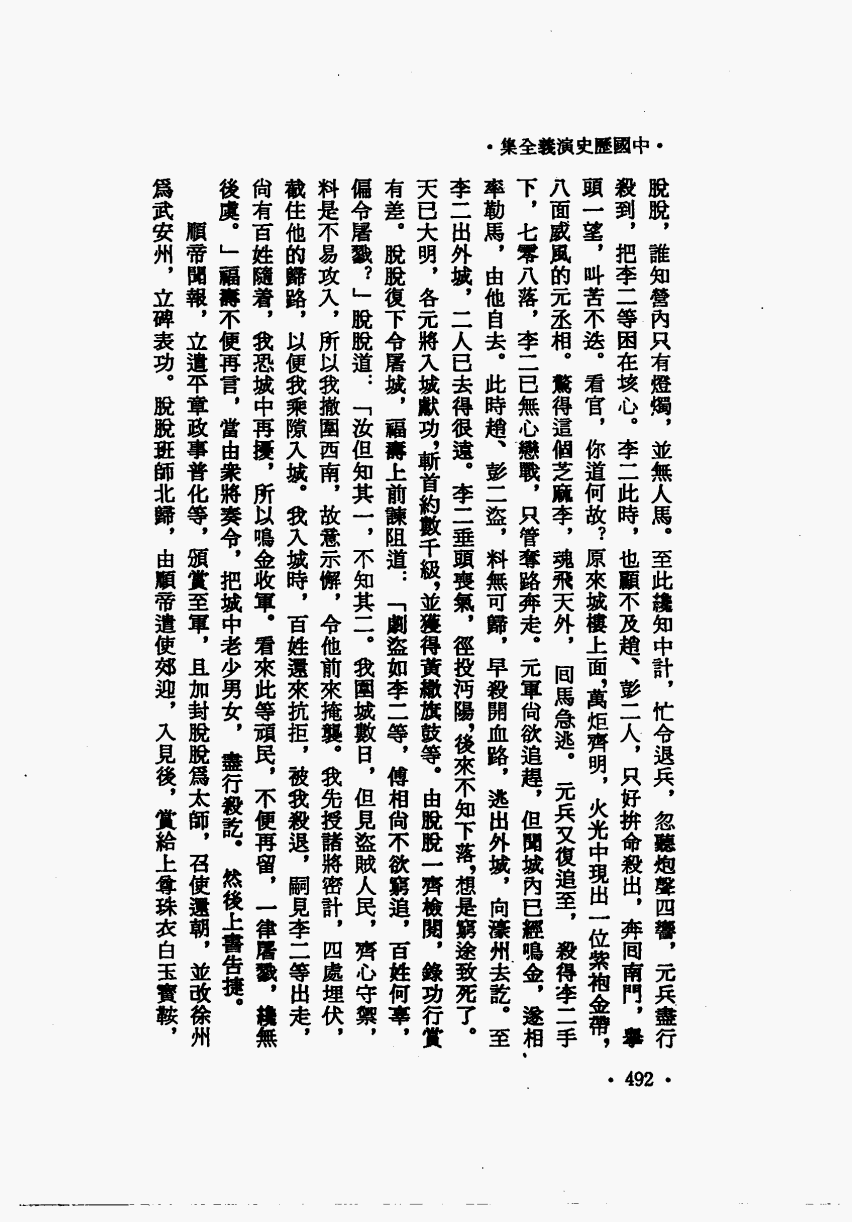 ·中國歷史演義全集·
脫脫，誰知營內只有燈燭，並無人馬。至此纔知中計，忙令退兵，忽聽炮聲四響，元兵盡行
殺到，把李二等困在垓心。李二此時，也顧不及趙、彭二人，只好拚命殺出，奔回南門，舉
頭一望，叫苦不迭。看官，你道何故？原來城樓上面，萬炬齊明，火光中現出一位紫袍金帶，
八面威風的元丞相。驚得這個芝麻李，魂飛天外，回馬急逃。元兵又復追至，殺得李二手
下，七零八落，李二已無心戀戰，只管奪路奔走。元軍尚欲追趕，但聞城內已經鳴金，遂相
率勒馬，由他自去。此時趙、彭二盜，料無可歸，早殺開血路，逃出外城，向濠州去訖。至
李二出外城，二人已去得很遠。李二垂頭喪氣，徑投沔陽，後來不知下落，想是窮途致死了。
天已大明，各元將入城獻功，斬首約數千級，並獲得黃繖旗鼓等。由脫脫一齊檢閱，錄功行賞
有差。脫脫復下令屠城，福壽上前諫阻道：「劇盜如李二等，傅相尚不欲窮追，百姓何辜，
偏令屠戮？」脫脫道：「汝但知其一，不知其二。我圍城數日，但見盜賊人民，齊心守禦，
料是不易攻入，所以我撤圍西南，故意示懈，令他前來掩襲。我先授諸將密計，四處埋伏，
截住他的歸路，以便我乘隙入城。我入城時，百姓還來抗拒，被我殺退，嗣見李二等出走，
尚有百姓隨着，我恐城中再擾，所以鳴金收軍。看來此等頑民，不便再留，一律屠戮，纔無
後虞。」福壽不便再言，當由衆將奏令，把城中老少男女，盡行殺訖。然後上書告捷。
順帝聞報，立遣平章政事普化等，頒賞至軍，且加封脫脫爲太師，召使還朝，並改徐州
爲武安州，立碑表功。脫脫班師北歸，由順帝遣使郊迎，入見後，賞給上尊珠衣白玉寶鞍，
·492·